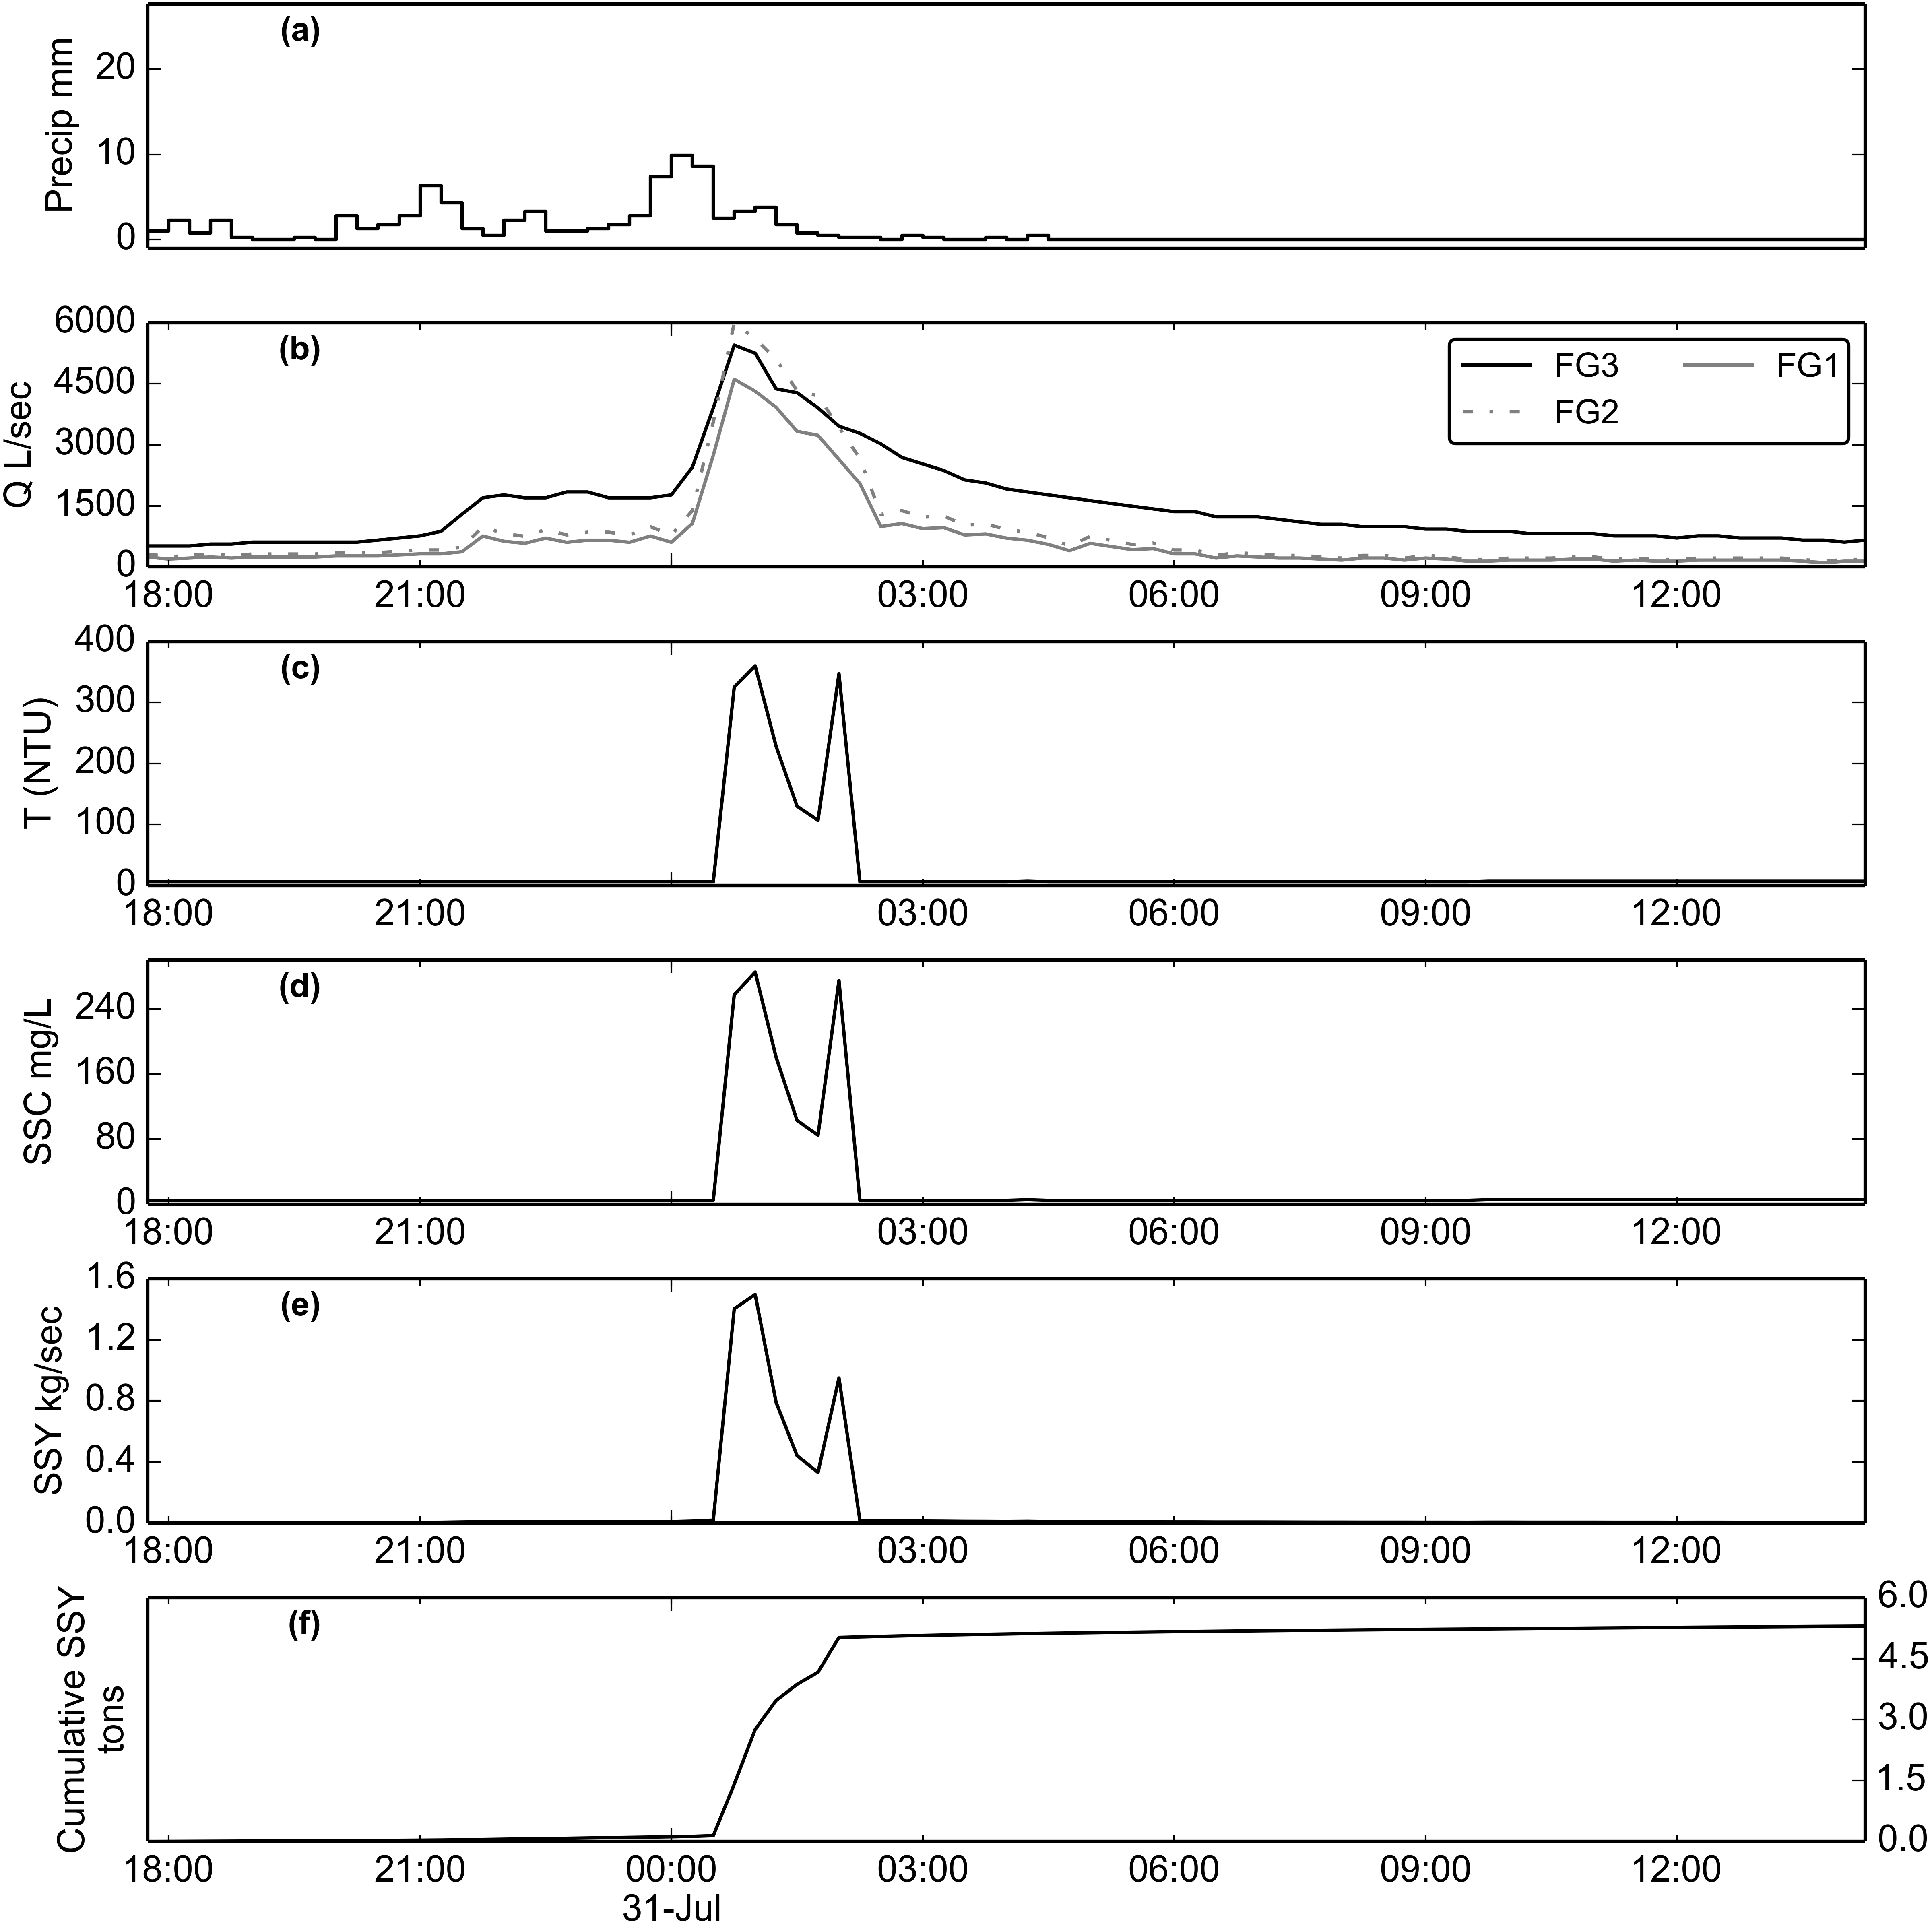 (a)
Precip mm
20
10
0
(b)
Q L/sec
6000
4500
3000
1500
0
FG3 FG1
FG2
18:00 21:00 03:00 06:00 09:00 12:00
(c)
T (NTU)
400
300
200
100
0
18:00 21:00 03:00 06:00 09:00 12:00
(d)
SSC mg/L
240
160
80
0
18:00 21:00 03:00 06:00 09:00 12:00
(e)
SSY kg/sec
1.6
1.2
0.8
0.4
0.0
18:00 21:00 03:00 06:00 09:00 12:00
(f)
Cumulative SSY
tons
6.0
4.5
3.0
1.5
0.0
18:00 21:00 00:00 03:00 06:00 09:00 12:00
31-Jul